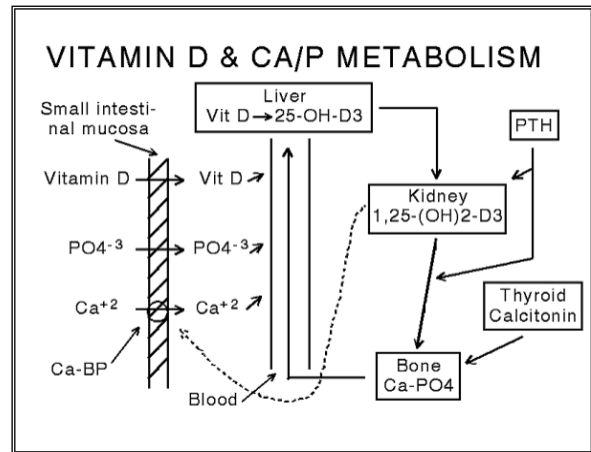 VITAMIN D & CA/P METABOLISM
Small intesti-
nal mucosa
Liver
Vit D→25-OH-D3
PTH
Vitamin D
Vit D
Kidney
1,25-(OH)2-D3
PO4⁻³
PO4⁻³
Ca⁺²
Ca⁺²
Thyroid
Calcitonin
Ca-BP
Blood
Bone
Ca-PO4